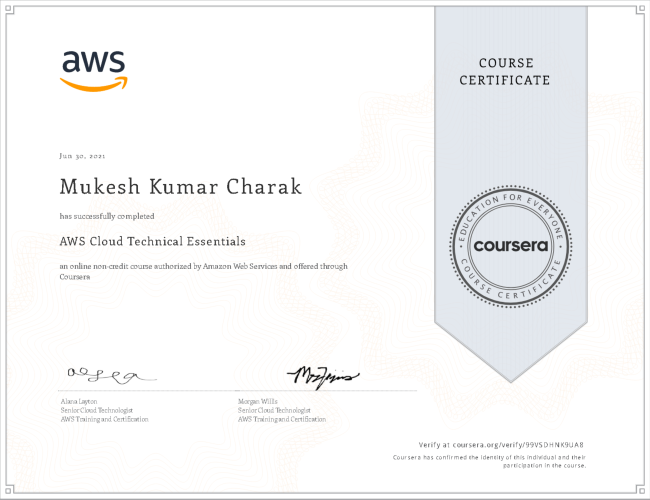 aws
COURSE
CERTIFICATE
Jun 30, 2021
Mukesh Kumar Charak
has successfully completed
AWS Cloud Technical Essentials
an online non-credit course authorized by Amazon Web Services and offered through
Coursera
EDUCATION FOR EVERYONE
coursera
COURSE CERTIFICATE
Alana Layton
Senior Cloud Technologist
AWS Training and Certification
Morgan Willis
Senior Cloud Technologist
AWS Training and Certification
Verify at coursera.org/verify/99VSDHNK9UA8
Coursera has confirmed the identity of this individual and their
participation in the course.